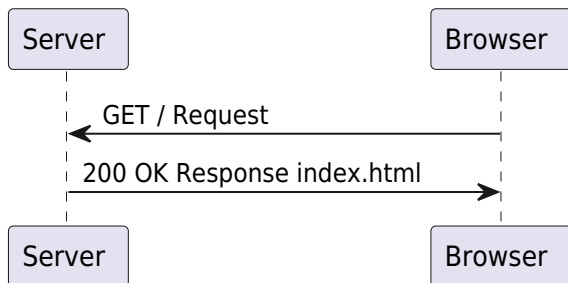 Server
Browser
GET / Request
200 OK Response index.html
Server
Browser